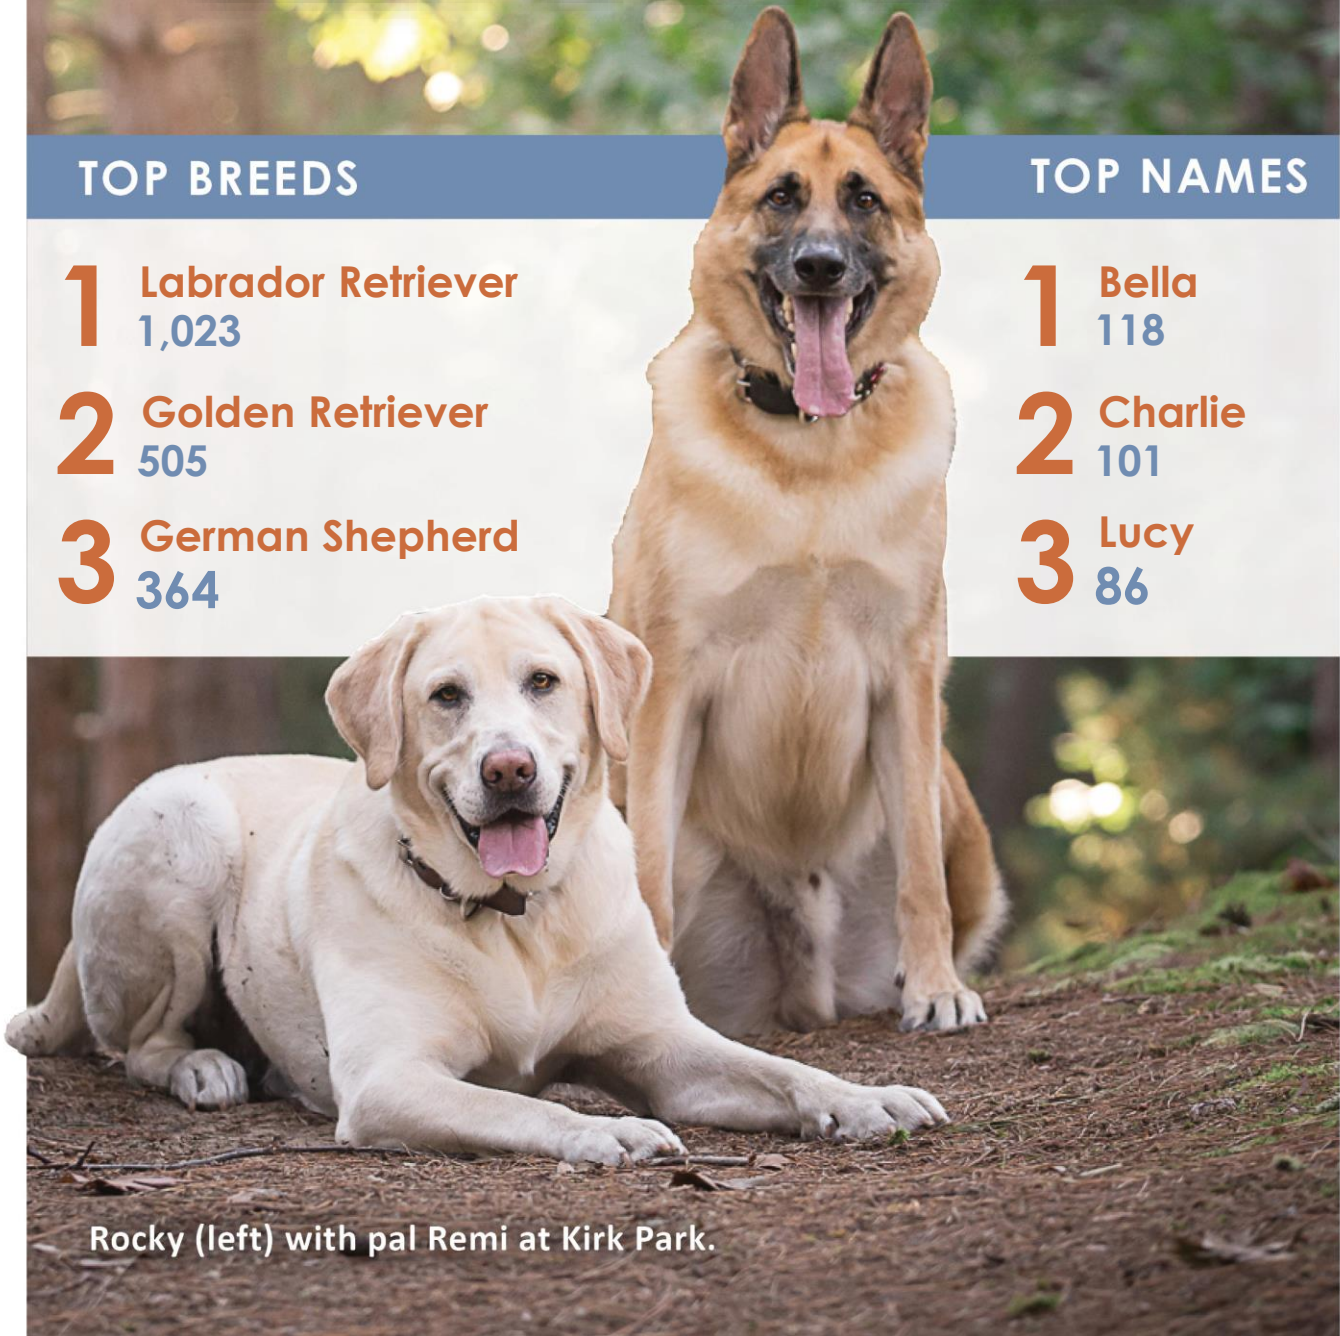 TOP BREEDS
1 Labrador Retriever
1,023
2 Golden Retriever
505
3 German Shepherd
364
TOP NAMES
1 Bella
118
2 Charlie
101
3 Lucy
86
Rocky (left) with pal Remi at Kirk Park.